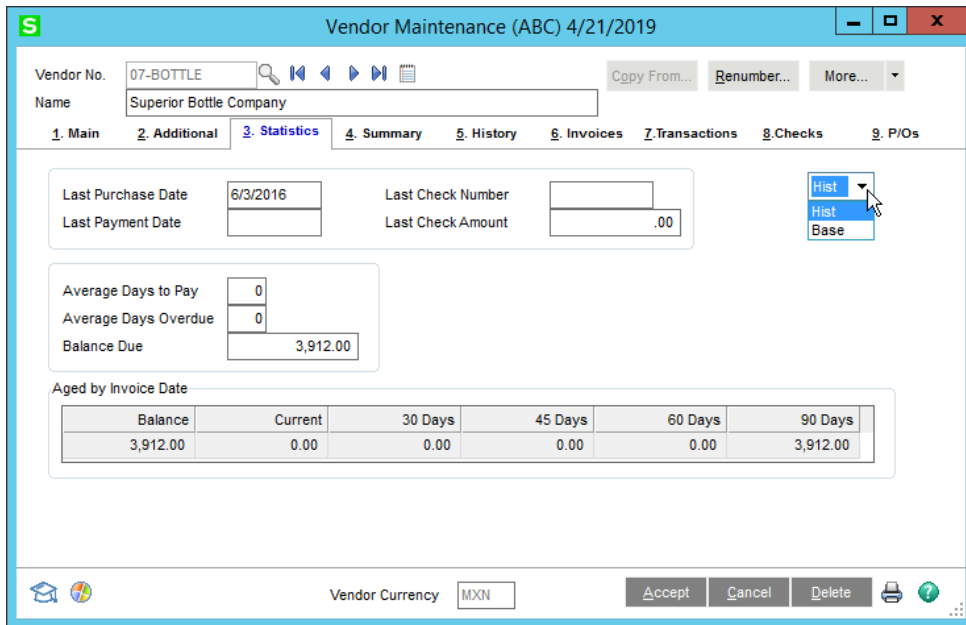 S Vendor Maintenance (ABC) 4/21/2019 x
Vendor No. 07-BOTTLE Copy From... Renumber... More...
Name Superior Bottle Company
1. Main 2. Additional 3. Statistics 4. Summary 5. History 6. Invoices 7.Transactions 8.Checks 9. P/Os
Last Purchase Date 6/3/2016 Last Check Number Hist
Last Payment Date Last Check Amount .00 Hist
Base
Average Days to Pay 0
Average Days Overdue 0
Balance Due 3,912.00
Aged by Invoice Date
Balance Current 30 Days 45 Days 60 Days 90 Days
3,912.00 0.00 0.00 0.00 0.00 3,912.00
Vendor Currency MXN Accept Cancel Delete ?